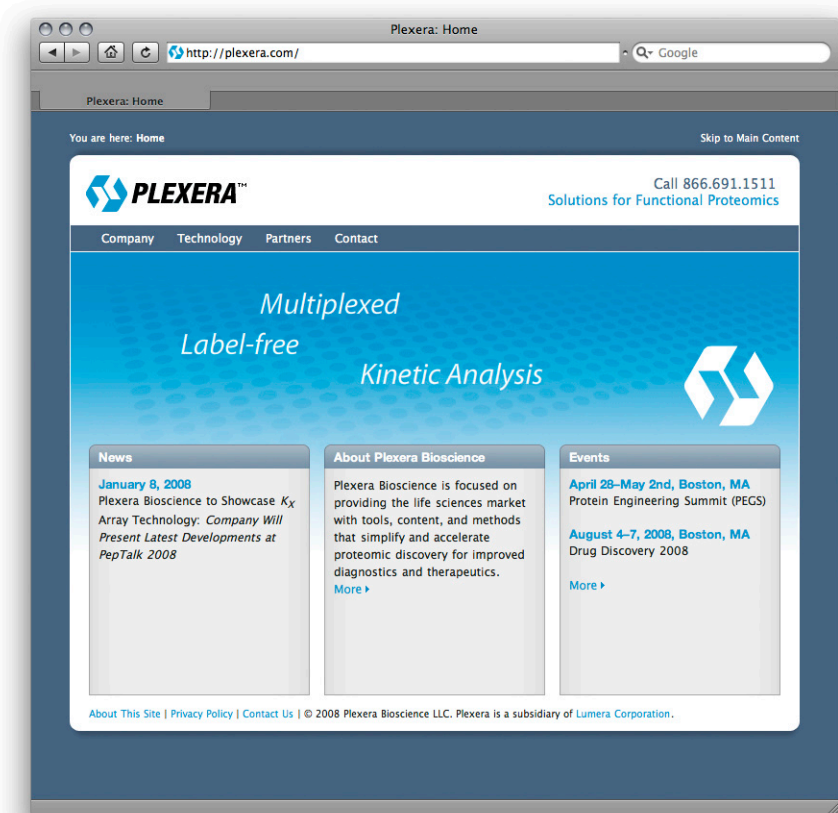 Plexera: Home
http://plexera.com/
Google
Plexera: Home
You are here: Home
Skip to Main Content
PLEXERA™
Call 866.691.1511
Solutions for Functional Proteomics
Company Technology Partners Contact
Multiplexed
Label-free
Kinetic Analysis
News
January 8, 2008
Plexera Bioscience to Showcase KX
Array Technology: Company Will
Present Latest Developments at
PepTalk 2008
About Plexera Bioscience
Plexera Bioscience is focused on
providing the life sciences market
with tools, content, and methods
that simplify and accelerate
proteomic discovery for improved
diagnostics and therapeutics.
More
Events
April 28–May 2nd, Boston, MA
Protein Engineering Summit (PEGS)
August 4–7, 2008, Boston, MA
Drug Discovery 2008
More
About This Site | Privacy Policy | Contact Us | © 2008 Plexera Bioscience LLC. Plexera is a subsidiary of Lumera Corporation.